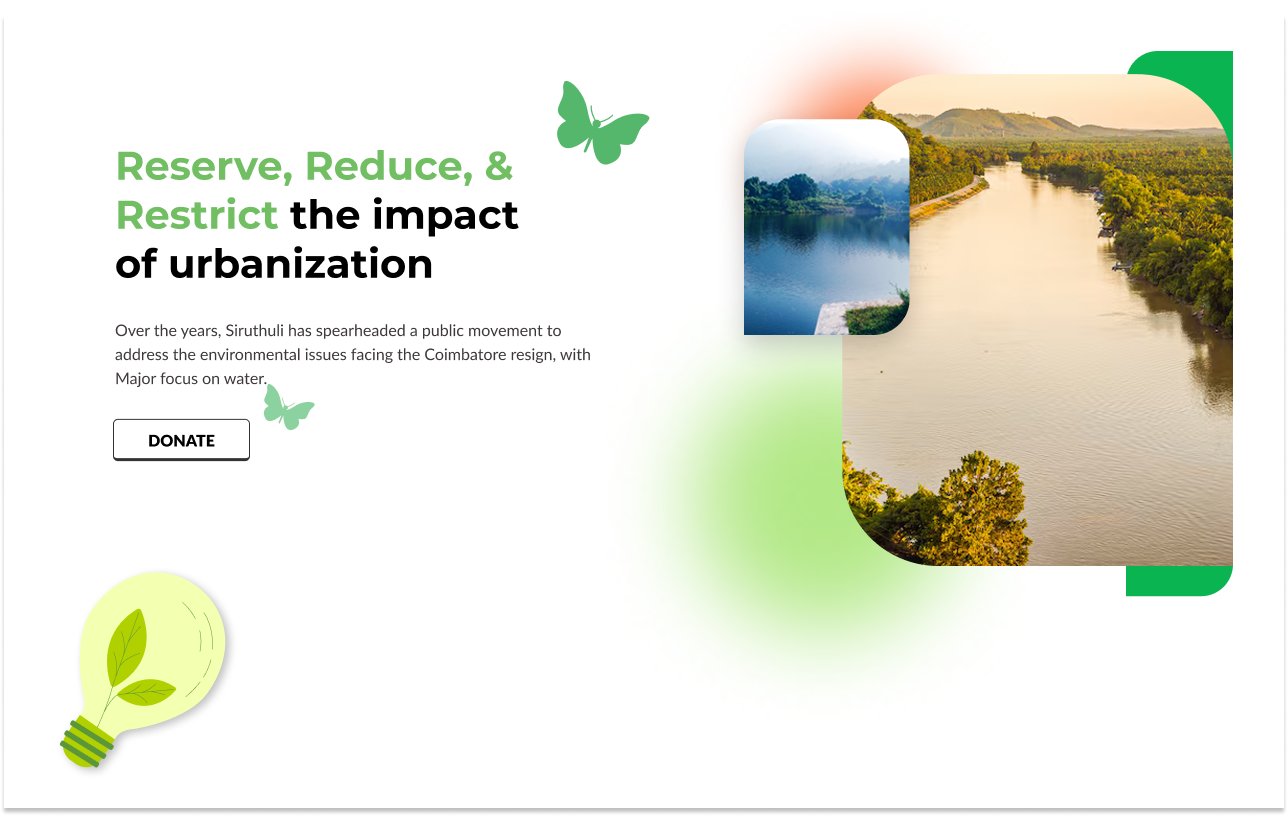 Reserve, Reduce, &
Restrict the impact
of urbanization
Over the years, Siruthuli has spearheaded a public movement to
address the environmental issues facing the Coimbatore resign, with
Major focus on water.
DONATE